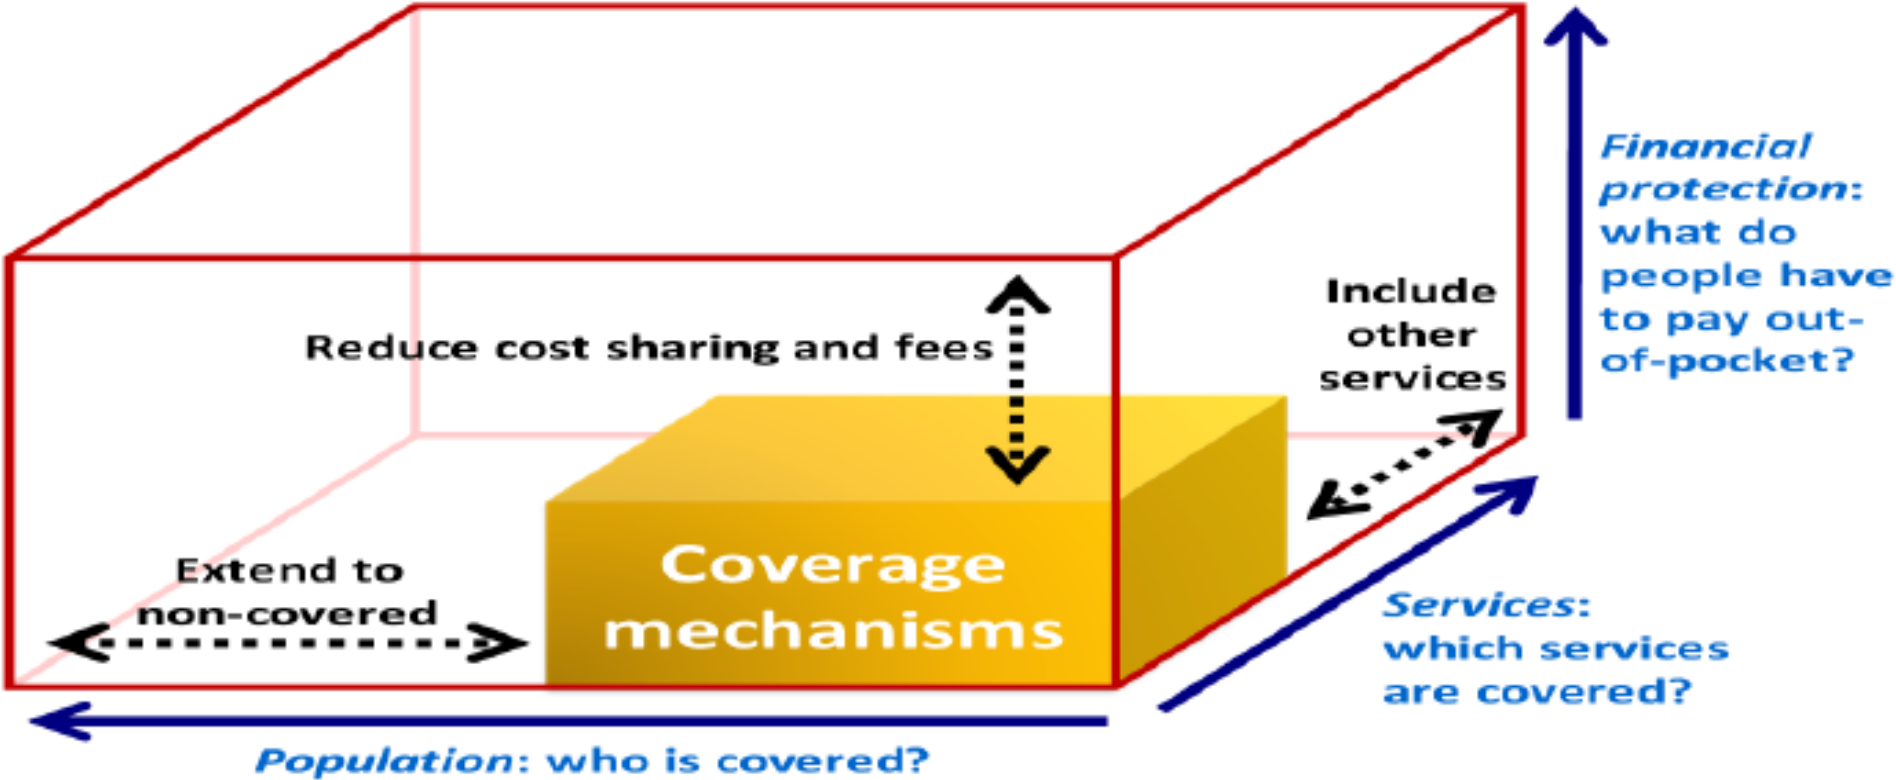 Financial
protection:
what do
people have
to pay out-
of-pocket?
Include
other
services
Reduce cost sharing and fees
Extend to
non-covered
Coverage
mechanisms
Services:
which services
are covered?
Population: who is covered?